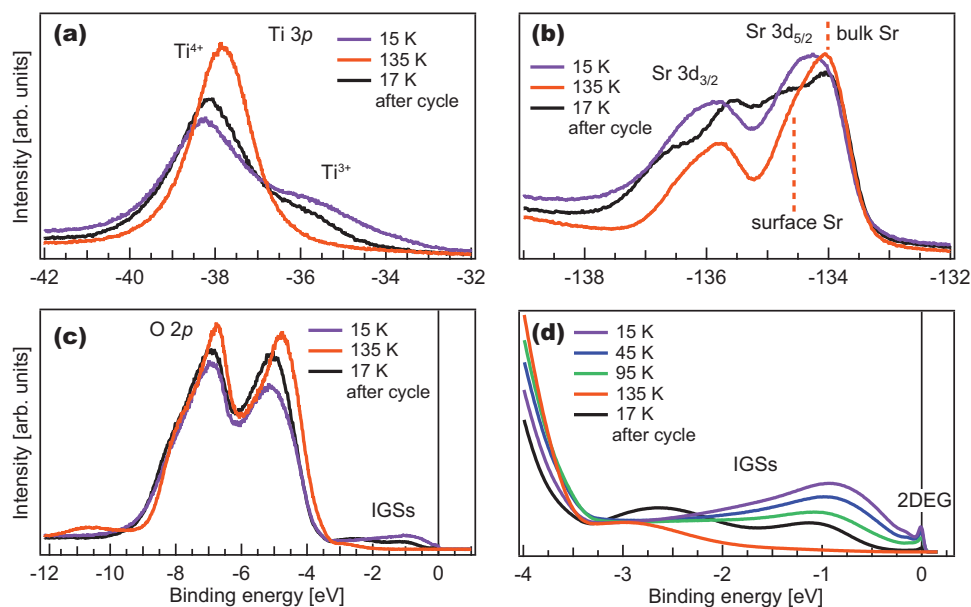 Intensity [arb. units]
(a)
Ti 3p
Ti⁴⁺
Ti³⁺
15 K
135 K
17 K
after cycle
-42 -40 -38 -36 -34 -32
(b)
Sr 3d₅/₂
bulk Sr
Sr 3d₃/₂
15 K
135 K
17 K
after cycle
surface Sr
-138 -136 -134 -132
Intensity [arb. units]
(c)
O 2p
15 K
135 K
17 K
after cycle
IGSs
-12 -10 -8 -6 -4 -2 0
Binding energy [eV]
(d)
15 K
45 K
95 K
135 K
17 K
after cycle
IGSs
2DEG
-4 -3 -2 -1 0
Binding energy [eV]